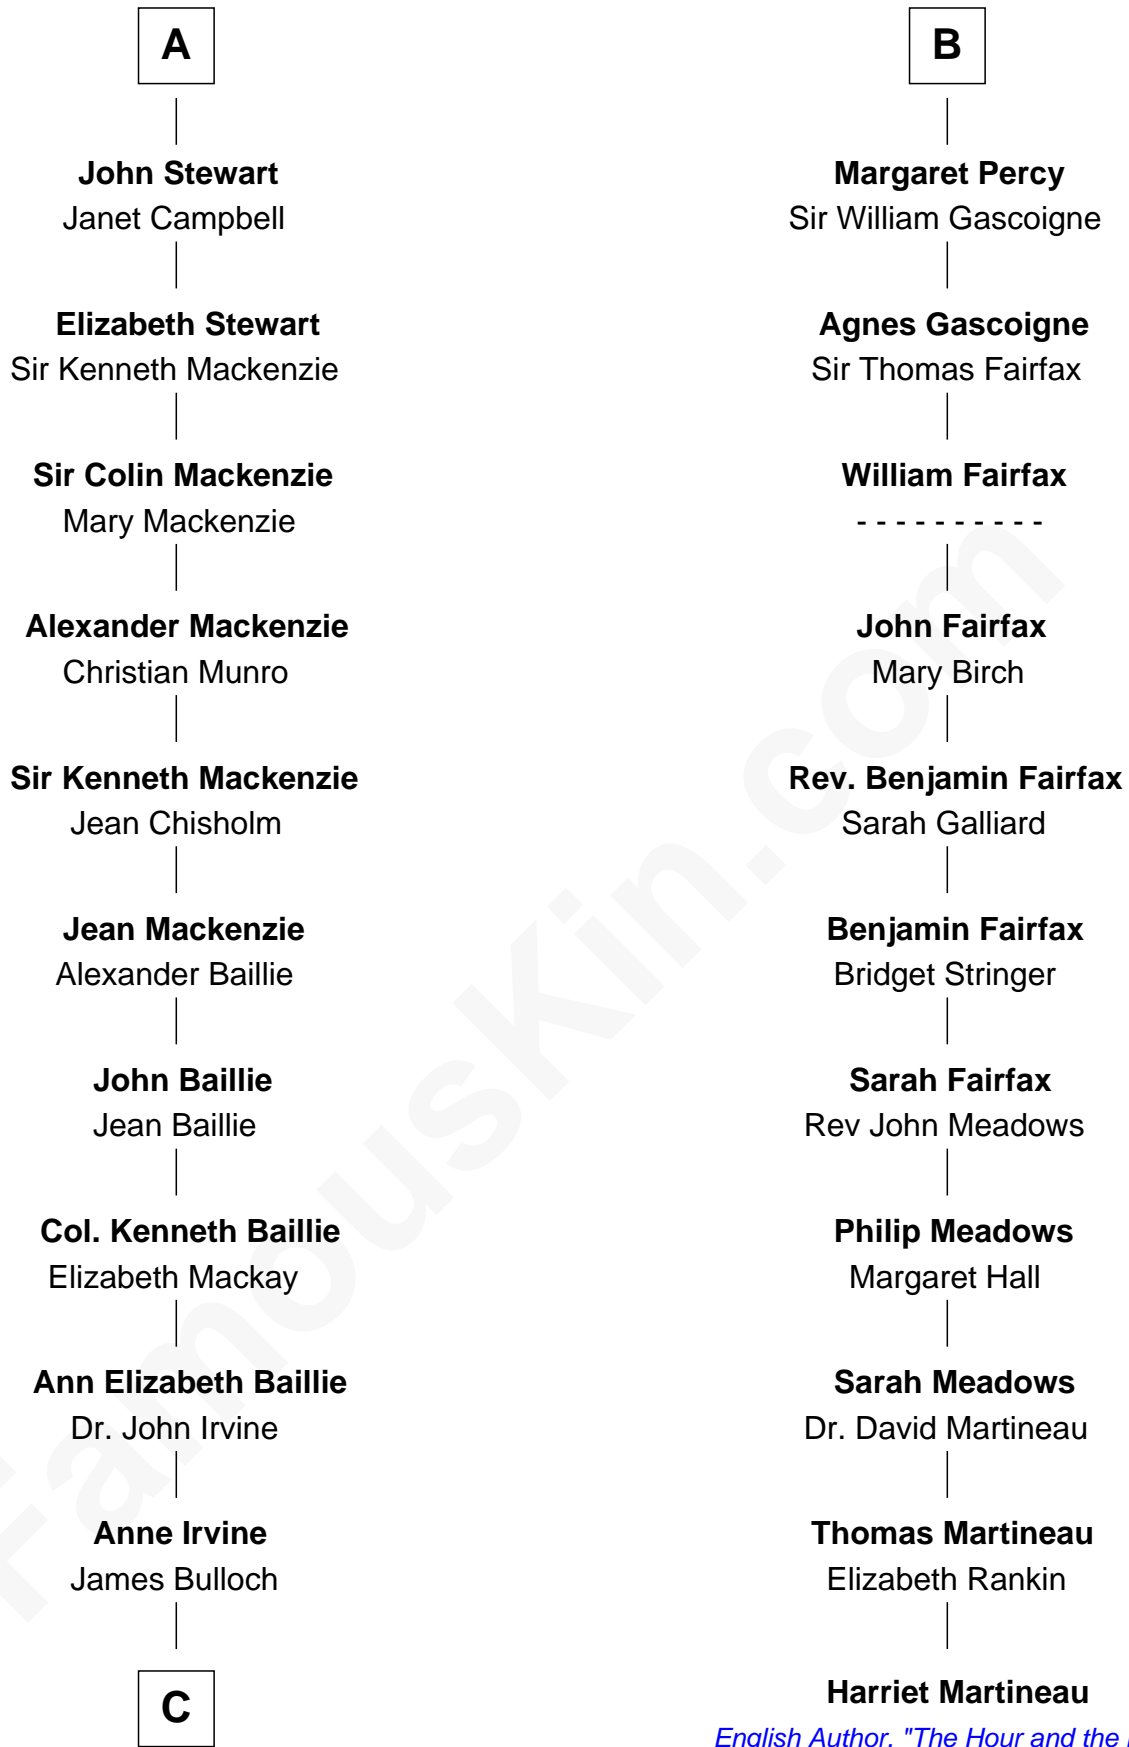 A
John Stewart
Janet Campbell
Elizabeth Stewart
Sir Kenneth Mackenzie
Sir Colin Mackenzie
Mary Mackenzie
Alexander Mackenzie
Christian Munro
Sir Kenneth Mackenzie
Jean Chisholm
Jean Mackenzie
Alexander Baillie
John Baillie
Jean Baillie
Col. Kenneth Baillie
Elizabeth Mackay
Ann Elizabeth Baillie
Dr. John Irvine
Anne Irvine
James Bulloch
C
B
Margaret Percy
Sir William Gascoigne
Agnes Gascoigne
Sir Thomas Fairfax
William Fairfax
- - - - - - - - - -
John Fairfax
Mary Birch
Rev. Benjamin Fairfax
Sarah Galliard
Benjamin Fairfax
Bridget Stringer
Sarah Fairfax
Rev John Meadows
Philip Meadows
Margaret Hall
Sarah Meadows
Dr. David Martineau
Thomas Martineau
Elizabeth Rankin
Harriet Martineau
English Author, "The Hour and the
FamousKin.com